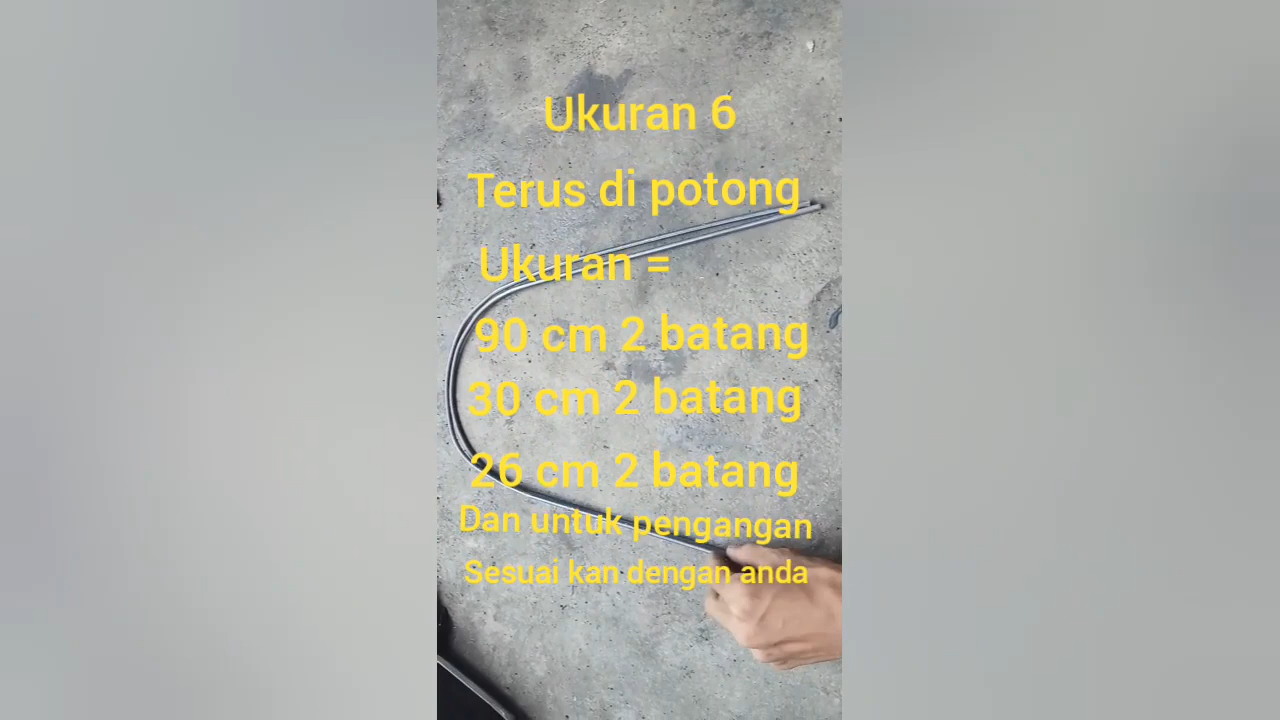 Ukuran 6
Terus di potong
Ukuran =
90 cm 2 batang
30 cm 2 batang
26 cm 2 batang
Dan untuk pengangan
Sesuai kan dengan anda